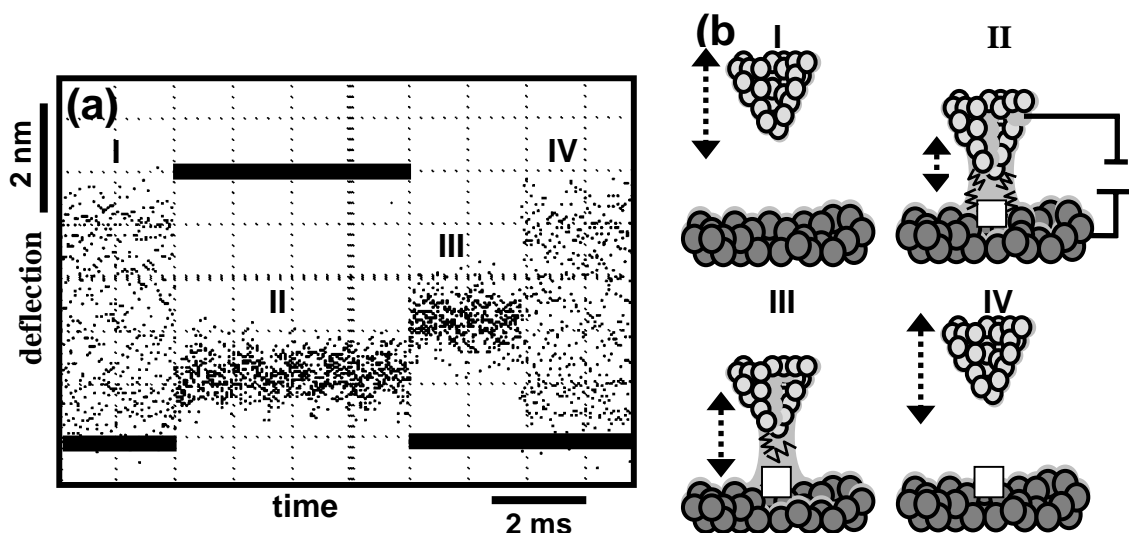 (a)
I
II
III
IV
2 nm
deflection
time
2 ms
(b
I
II
III
IV